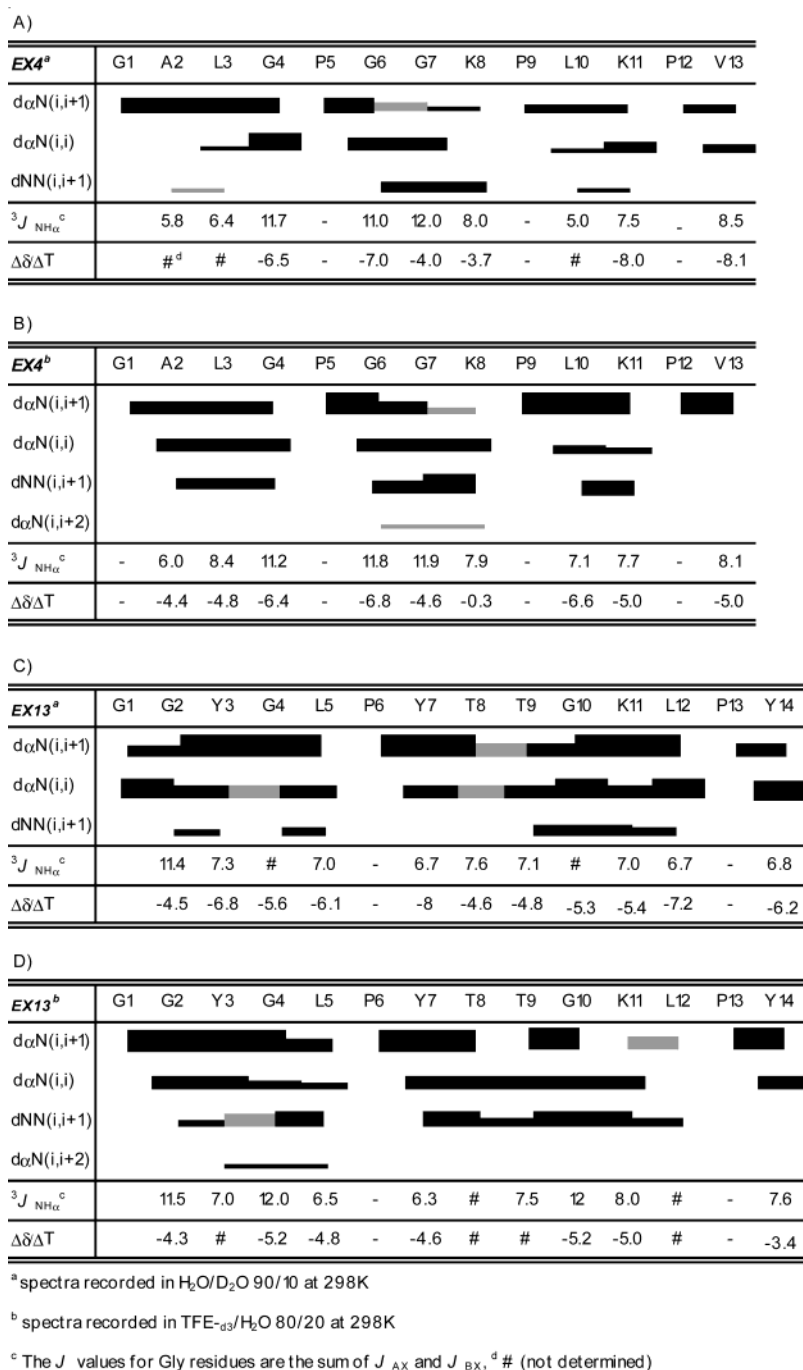 A)
EX4a G1 A2 L3 G4 P5 G6 G7 K8 P9 L10 K11 P12 V13
dαN(i,i+1)
dαN(i,i)
dNN(i,i+1)
3J NHα c 5.8 6.4 11.7 - 11.0 12.0 8.0 - 5.0 7.5 - 8.5
Δδ/ΔT #d # -6.5 - -7.0 -4.0 -3.7 - # -8.0 - -8.1
B)
EX4b G1 A2 L3 G4 P5 G6 G7 K8 P9 L10 K11 P12 V13
dαN(i,i+1)
dαN(i,i)
dNN(i,i+1)
dαN(i,i+2)
3J NHα c - 6.0 8.4 11.2 - 11.8 11.9 7.9 - 7.1 7.7 - 8.1
Δδ/ΔT - -4.4 -4.8 -6.4 - -6.8 -4.6 -0.3 - -6.6 -5.0 - -5.0
C)
EX13a G1 G2 Y3 G4 L5 P6 Y7 T8 T9 G10 K11 L12 P13 Y14
dαN(i,i+1)
dαN(i,i)
dNN(i,i+1)
3J NHα c 11.4 7.3 # 7.0 - 6.7 7.6 7.1 # 7.0 6.7 - 6.8
Δδ/ΔT -4.5 -6.8 -5.6 -6.1 - -8 -4.6 -4.8 -5.3 -5.4 -7.2 - -6.2
D)
EX13b G1 G2 Y3 G4 L5 P6 Y7 T8 T9 G10 K11 L12 P13 Y14
dαN(i,i+1)
dαN(i,i)
dNN(i,i+1)
dαN(i,i+2)
3J NHα c 11.5 7.0 12.0 6.5 - 6.3 # 7.5 12 8.0 # - 7.6
Δδ/ΔT -4.3 # -5.2 -4.8 - -4.6 # # -5.2 -5.0 # - -3.4
a spectra recorded in H2O/D2O 90/10 at 298K
b spectra recorded in TFE-d3/H2O 80/20 at 298K
c The J values for Gly residues are the sum of J AX and J BX, d # (not determined)